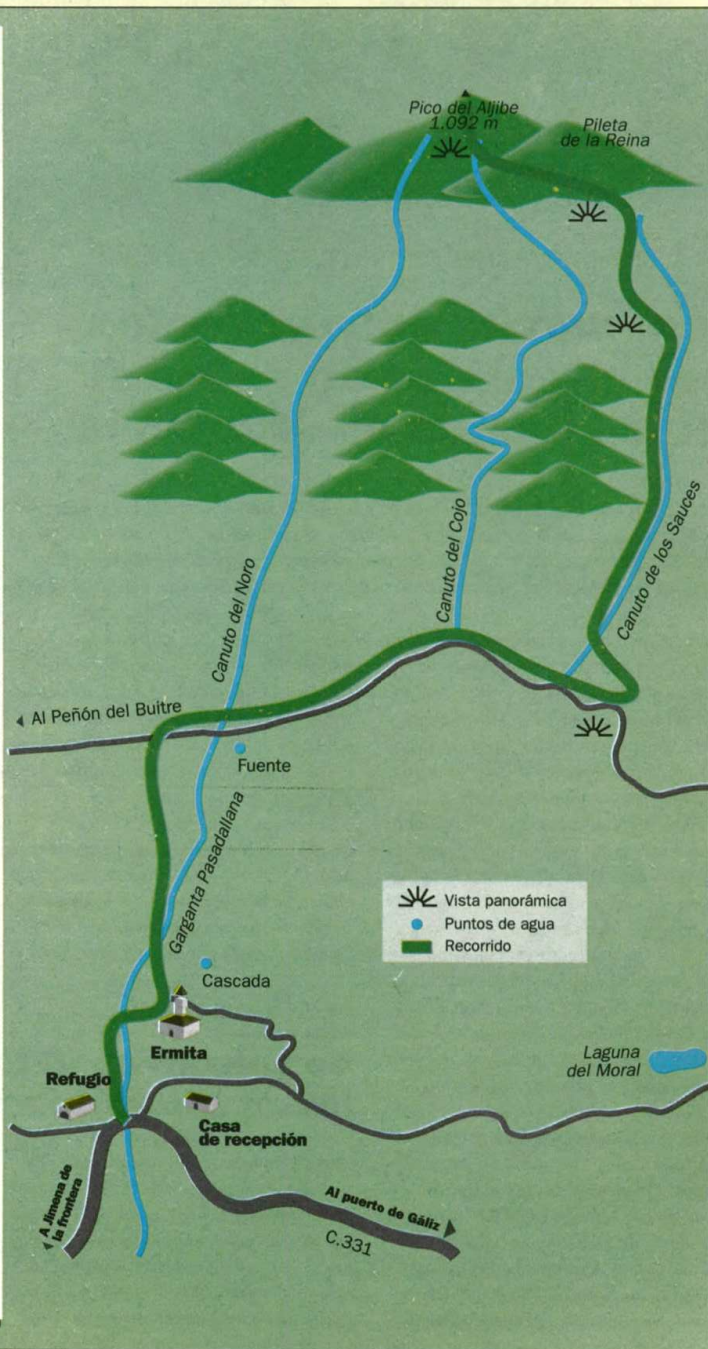 Pico del Aljibe
1.092 m
Pileta
de la Reina
Canuto del Noro
Canuto del Cojo
Canuto de los Sauces
Al Peñón del Buitre
Fuente
Garganta Pasadallana
Vista panorámica
Puntos de agua
Recorrido
Cascada
Ermita
Laguna
del Moral
Refugio
Casa
de recepción
A Jimena de
la frontera
Al puerto de Gáliz
C.331